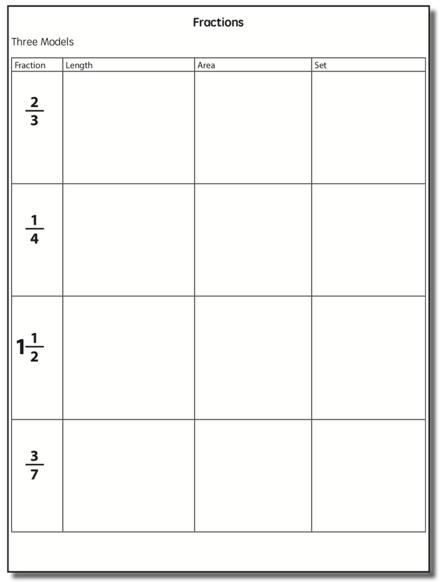 Fractions
Three Models
Fraction Length Area Set
2/3
1/4
1 1/2
3/7